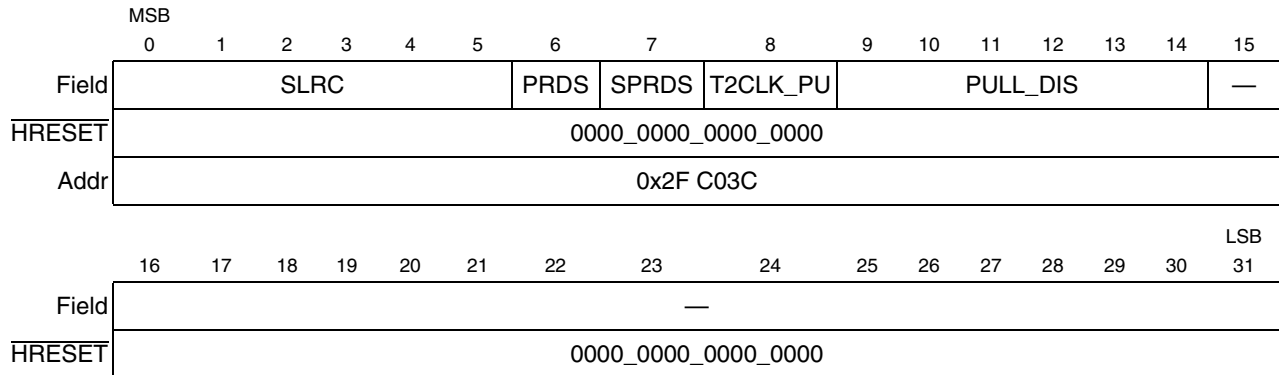 MSB
0 1 2 3 4 5 6 7 8 9 10 11 12 13 14 15
Field SLRC PRDS SPRDS T2CLK_PU PULL_DIS —
HRESET 0000_0000_0000_0000
Addr 0x2F C03C
LSB
16 17 18 19 20 21 22 23 24 25 26 27 28 29 30 31
Field —
HRESET 0000_0000_0000_0000